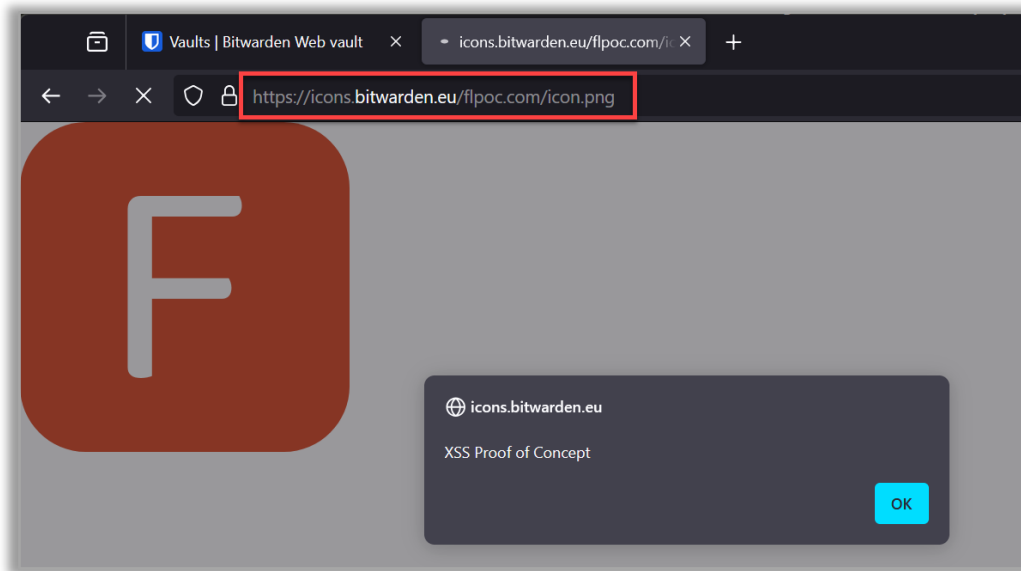 Vaults | Bitwarden Web vault
icons.bitwarden.eu/flpoc.com/ic
https://icons.bitwarden.eu/flpoc.com/icon.png
F
icons.bitwarden.eu
XSS Proof of Concept
OK